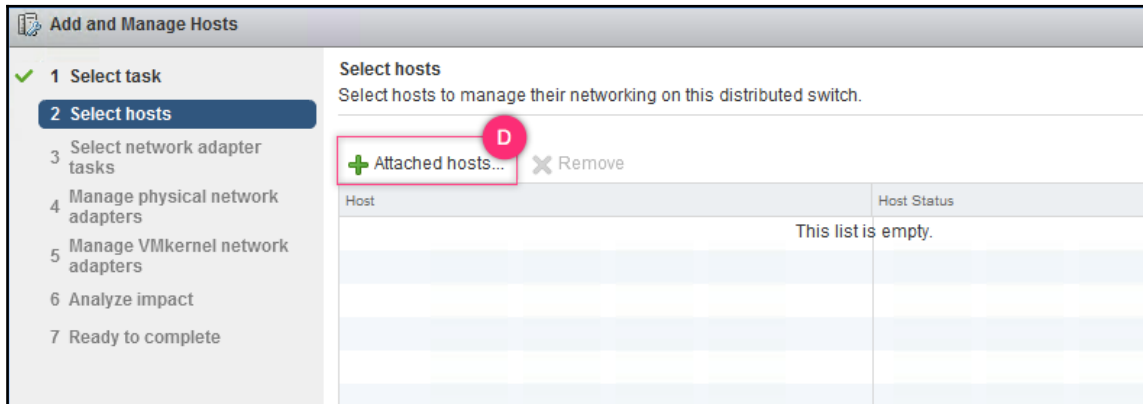 Add and Manage Hosts
1 Select task
2 Select hosts
3 Select network adapter
tasks
4 Manage physical network
adapters
5 Manage VMkernel network
adapters
6 Analyze impact
7 Ready to complete
Select hosts
Select hosts to manage their networking on this distributed switch.
D
Attached hosts... Remove
Host Host Status
This list is empty.